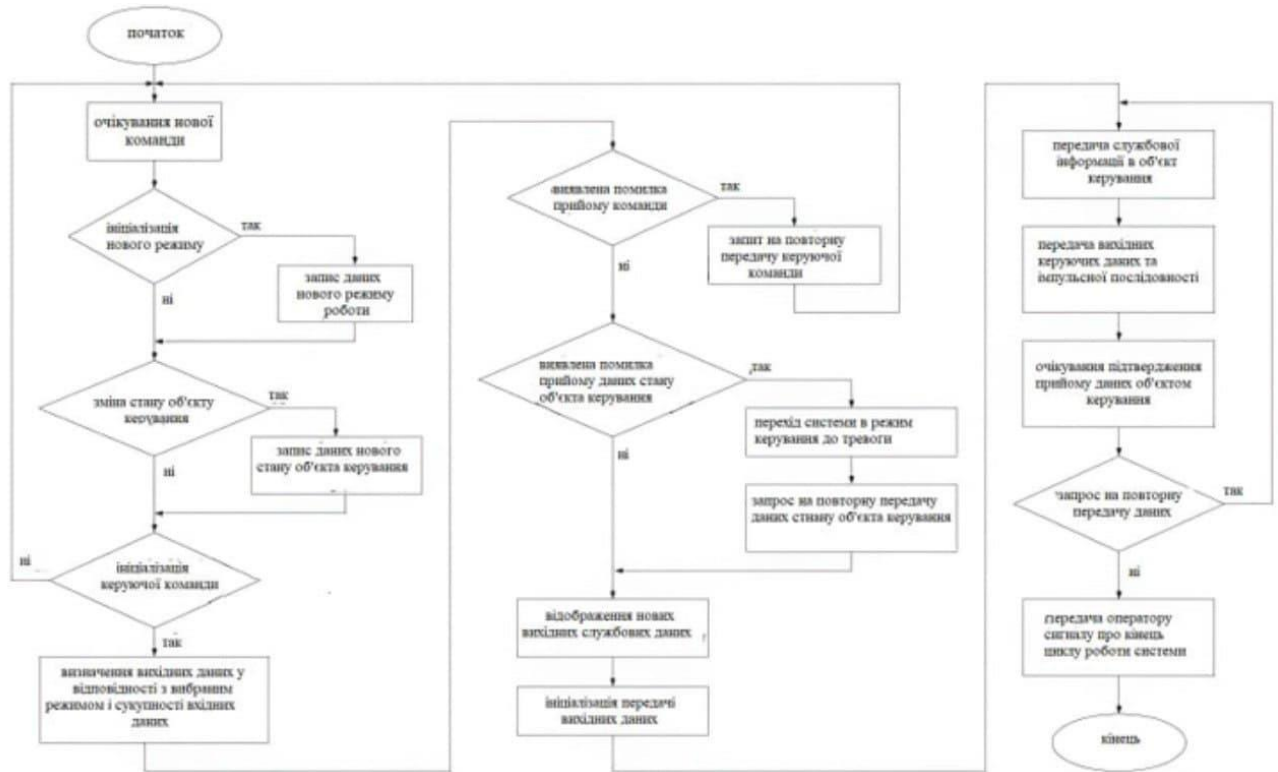 початок
очікування нової
команди
ініціалізація
нового режиму
так
запис даних
нового режиму
роботи
ні
зміна стану об'єкту
керування
так
запис даних нового
стану об'єкта керування
ні
ініціалізація
керуючої команди
ні
так
визначення вихідних даних у
відповідності з вибраним
режимом і сукупності вхідних
даних
виявлена помилка
прийому команди
так
запит на повторну
передачу керуючої
команди
ні
виявлена помилка
прийому даних стану
об'єкта керування
так
перехід системи в режим
керування до тревоги
запрос на повторну передачу
даних стнану об'єкта керування
ні
відображення нових
вихідних службових даних
ініціалізація передачі
вихідних даних
передача службової
інформації в об'єкт
керування
передача вихідних
керуючих даних та
імпульсної послідовності
очікування підтвердження
прийому даних об'єктом
керування
запрос на повторну
передачу даних
так
ні
передача оператору
сигналу про кінець
циклу роботи системи
кінець